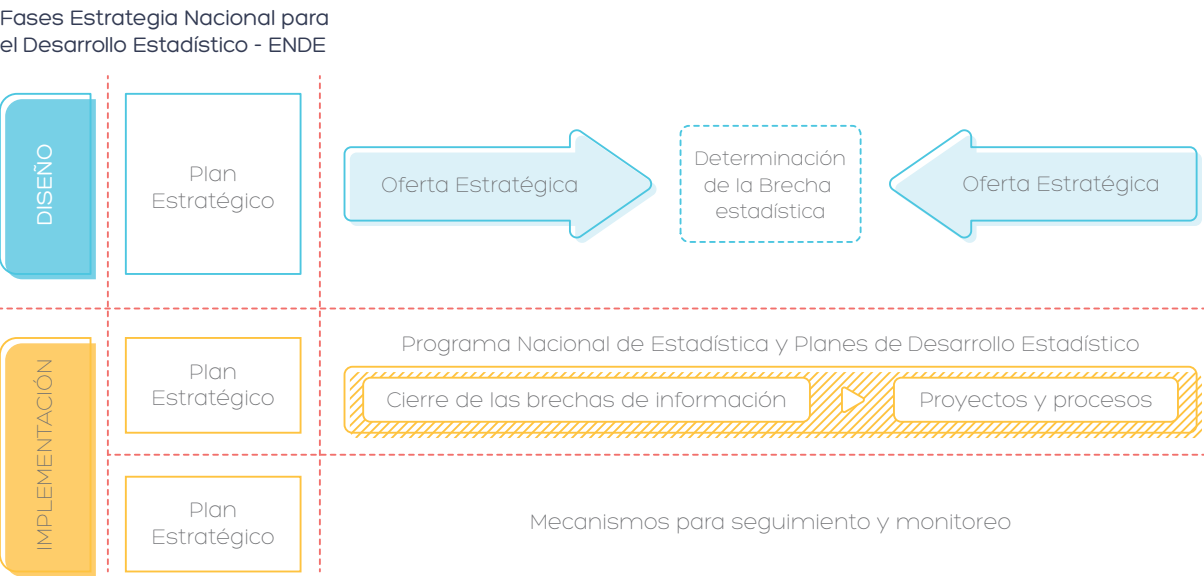 Fases Estrategia Nacional para
el Desarrollo Estadístico - ENDE
DISEÑO
Plan
Estratégico
Oferta Estratégica
Determinación
de la Brecha
estadística
Oferta Estratégica
IMPLEMENTACIÓN
Plan
Estratégico
Programa Nacional de Estadística y Planes de Desarrollo Estadístico
Cierre de las brechas de información
Proyectos y procesos
Plan
Estratégico
Mecanismos para seguimiento y monitoreo